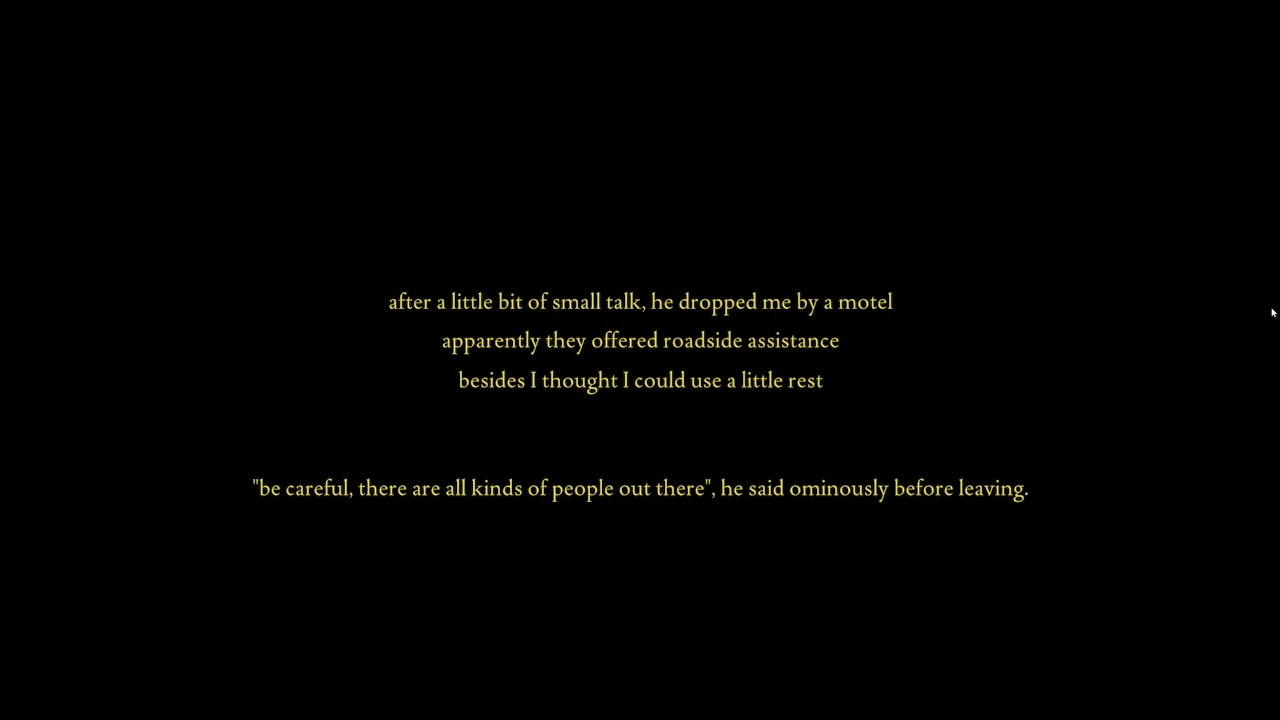 after a little bit of small talk, he dropped me by a motel
apparently they offered roadside assistance
besides I thought I could use a little rest
"be careful, there are all kinds of people out there", he said ominously before leaving.